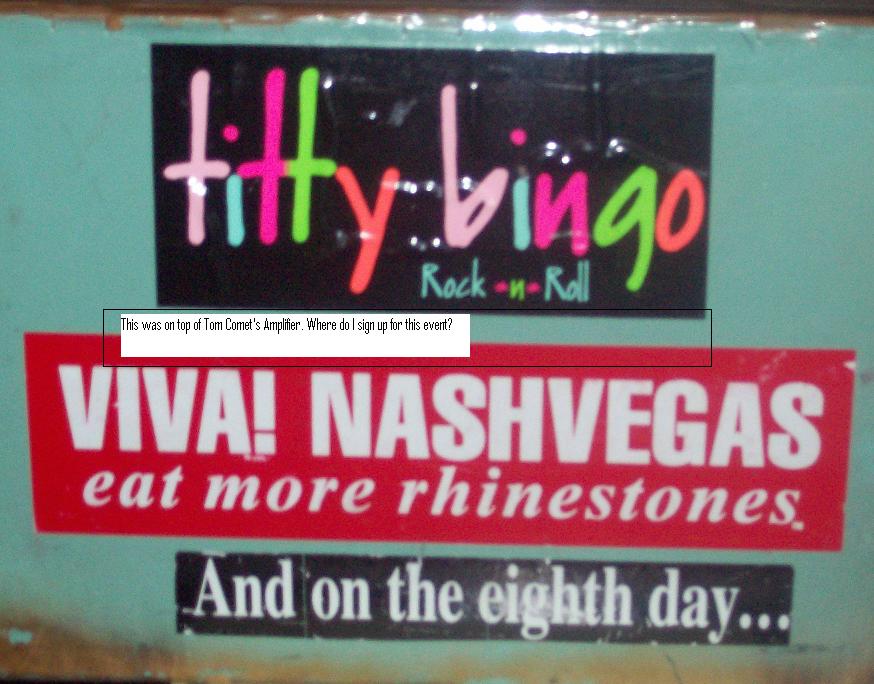 titty bingo
Rock -n- Roll
This was on top of Tom Comet's Amplifier. Where do I sign up for this event?
VIVA! NASHVEGAS
eat more rhinestones.
And on the eighth day...